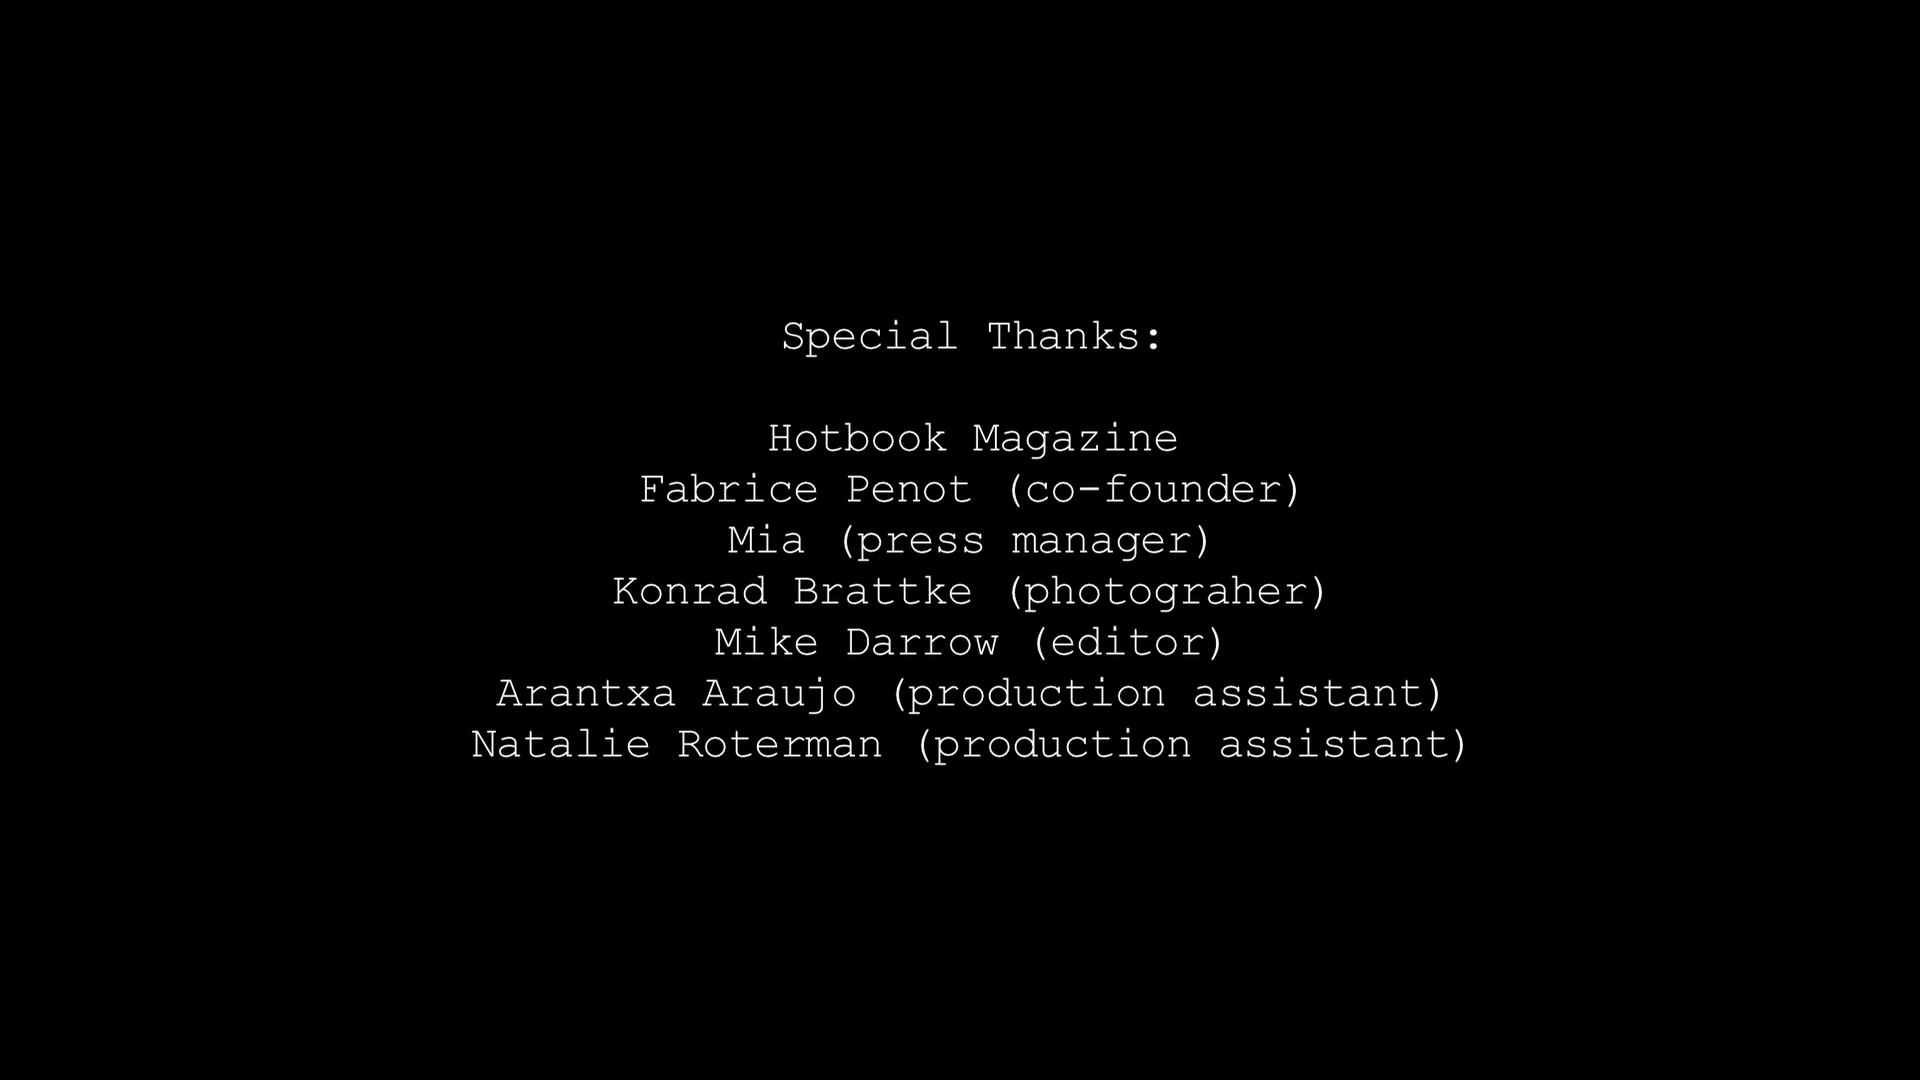 Special Thanks:
Hotbook Magazine
Fabrice Penot (co-founder)
Mia (press manager)
Konrad Brattke (photograher)
Mike Darrow (editor)
Arantxa Araujo (production assistant)
Natalie Roterman (production assistant)